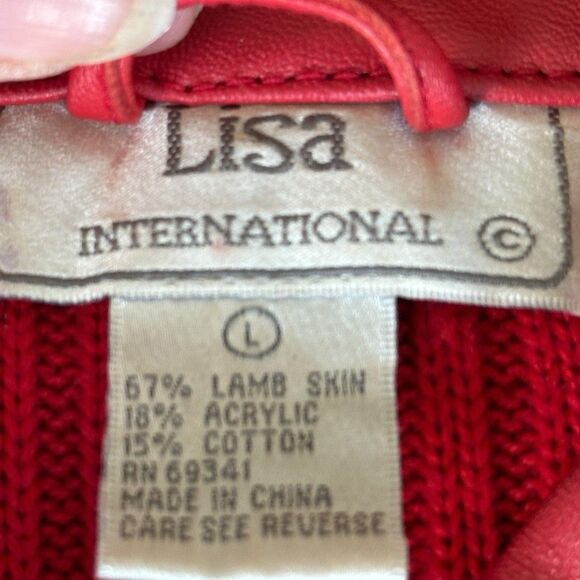 Lisa
INTERNATIONAL ©
L
67% LAMB SKIN
18% ACRYLIC
15% COTTON
RN 69341
MADE IN CHINA
CARE SEE REVERSE